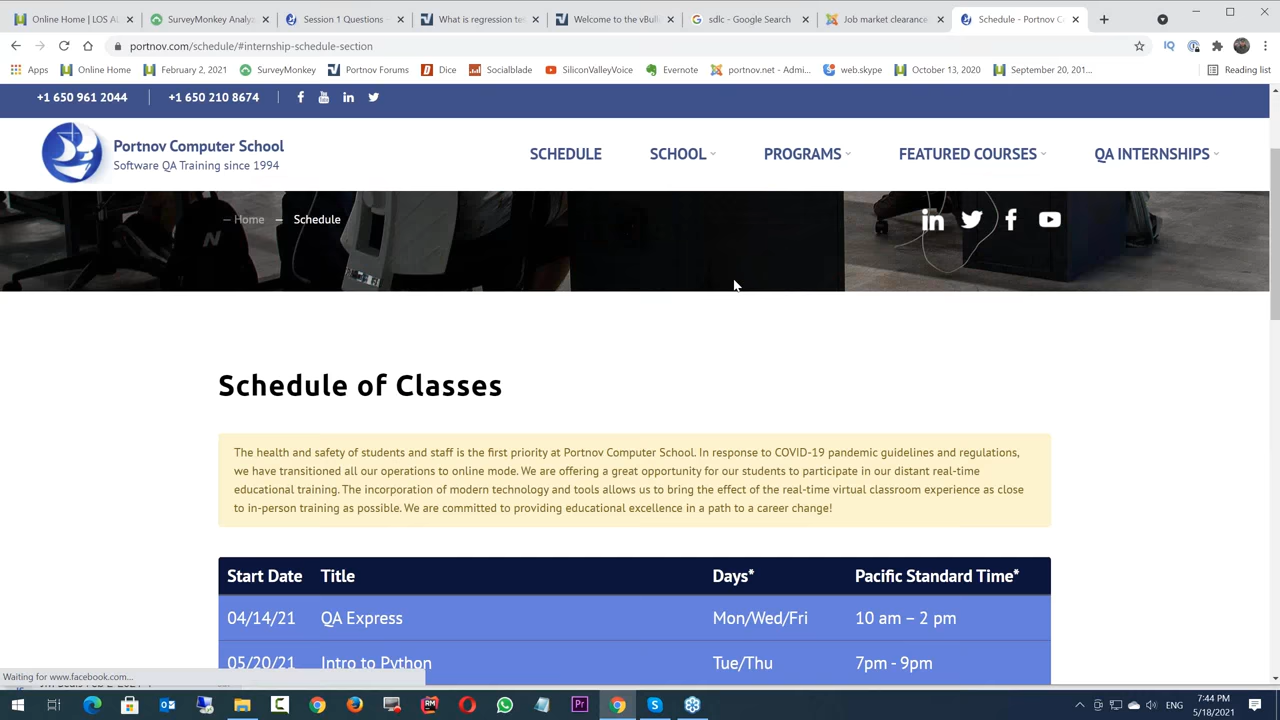 Online Home | LOS AL
SurveyMonkey Analyz
Session 1 Questions -
What is regression tes
Welcome to the vBulle
sdlc - Google Search
Job market clearance
Schedule - Portnov Co
portnov.com/schedule/#internship-schedule-section
IQ
Apps
Online Home
February 2, 2021
SurveyMonkey
Portnov Forums
Dice
Socialblade
SiliconValleyVoice
Evernote
portnov.net - Admi...
web.skype
October 13, 2020
September 20, 201...
Reading list
+1 650 961 2044
+1 650 210 8674
Portnov Computer School
Software QA Training since 1994
SCHEDULE
SCHOOL
PROGRAMS
FEATURED COURSES
QA INTERNSHIPS
— Home — Schedule
Schedule of Classes
The health and safety of students and staff is the first priority at Portnov Computer School. In response to COVID-19 pandemic guidelines and regulations,
we have transitioned all our operations to online mode. We are offering a great opportunity for our students to participate in our distant real-time
educational training. The incorporation of modern technology and tools allows us to bring the effect of the real-time virtual classroom experience as close
to in-person training as possible. We are committed to providing educational excellence in a path to a career change!
Start Date Title Days* Pacific Standard Time*
04/14/21 QA Express Mon/Wed/Fri 10 am – 2 pm
05/20/21 Intro to Python Tue/Thu 7pm - 9pm
Waiting for www.facebook.com...
ENG
7:44 PM
5/18/2021